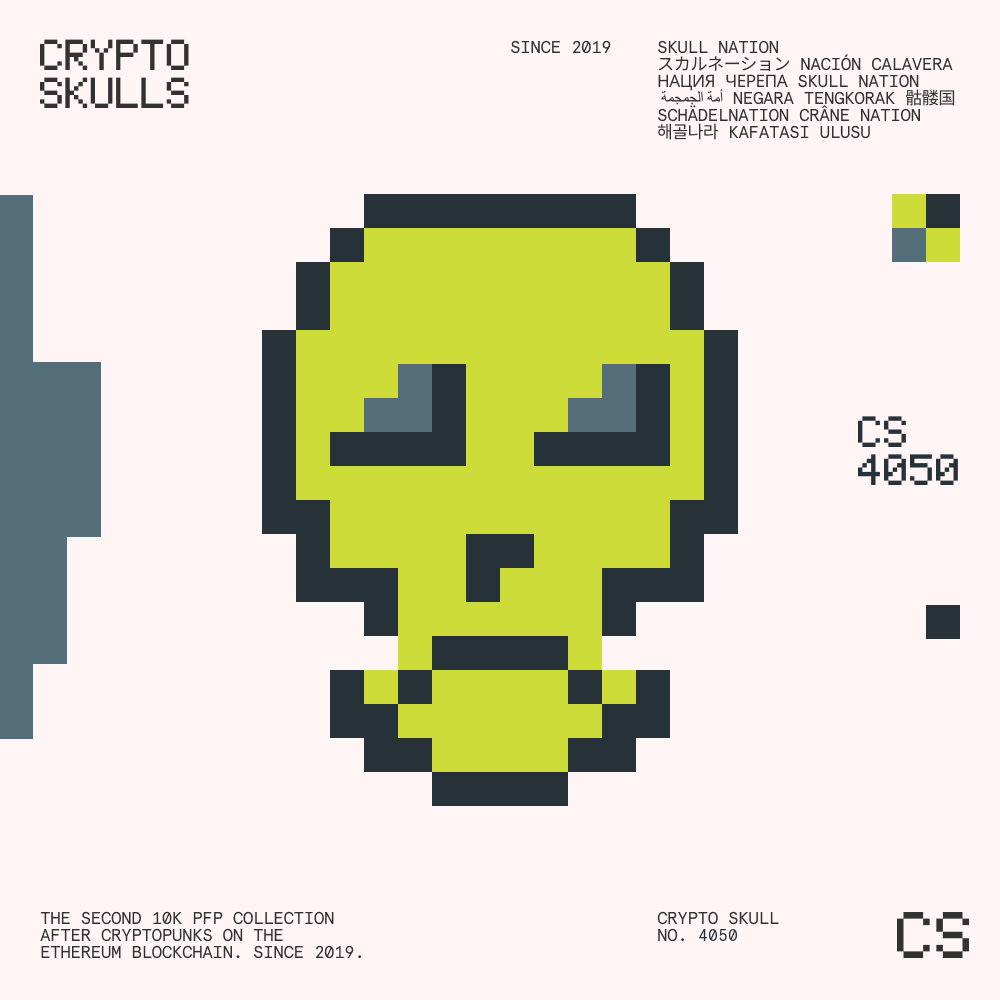 CRYPTO
SKULLS
SINCE 2019
SKULL NATION
スカルネーション NACIÓN CALAVERA
НАЦИЯ ЧЕРЕПА SKULL NATION
أمة الجمجمة NEGARA TENGKORAK 骷髅国
SCHÄDELNATION CRÂNE NATION
해골나라 KAFATASI ULUSU
CS
4050
THE SECOND 10K PFP COLLECTION
AFTER CRYPTOPUNKS ON THE
ETHEREUM BLOCKCHAIN. SINCE 2019.
CRYPTO SKULL
NO. 4050
CS